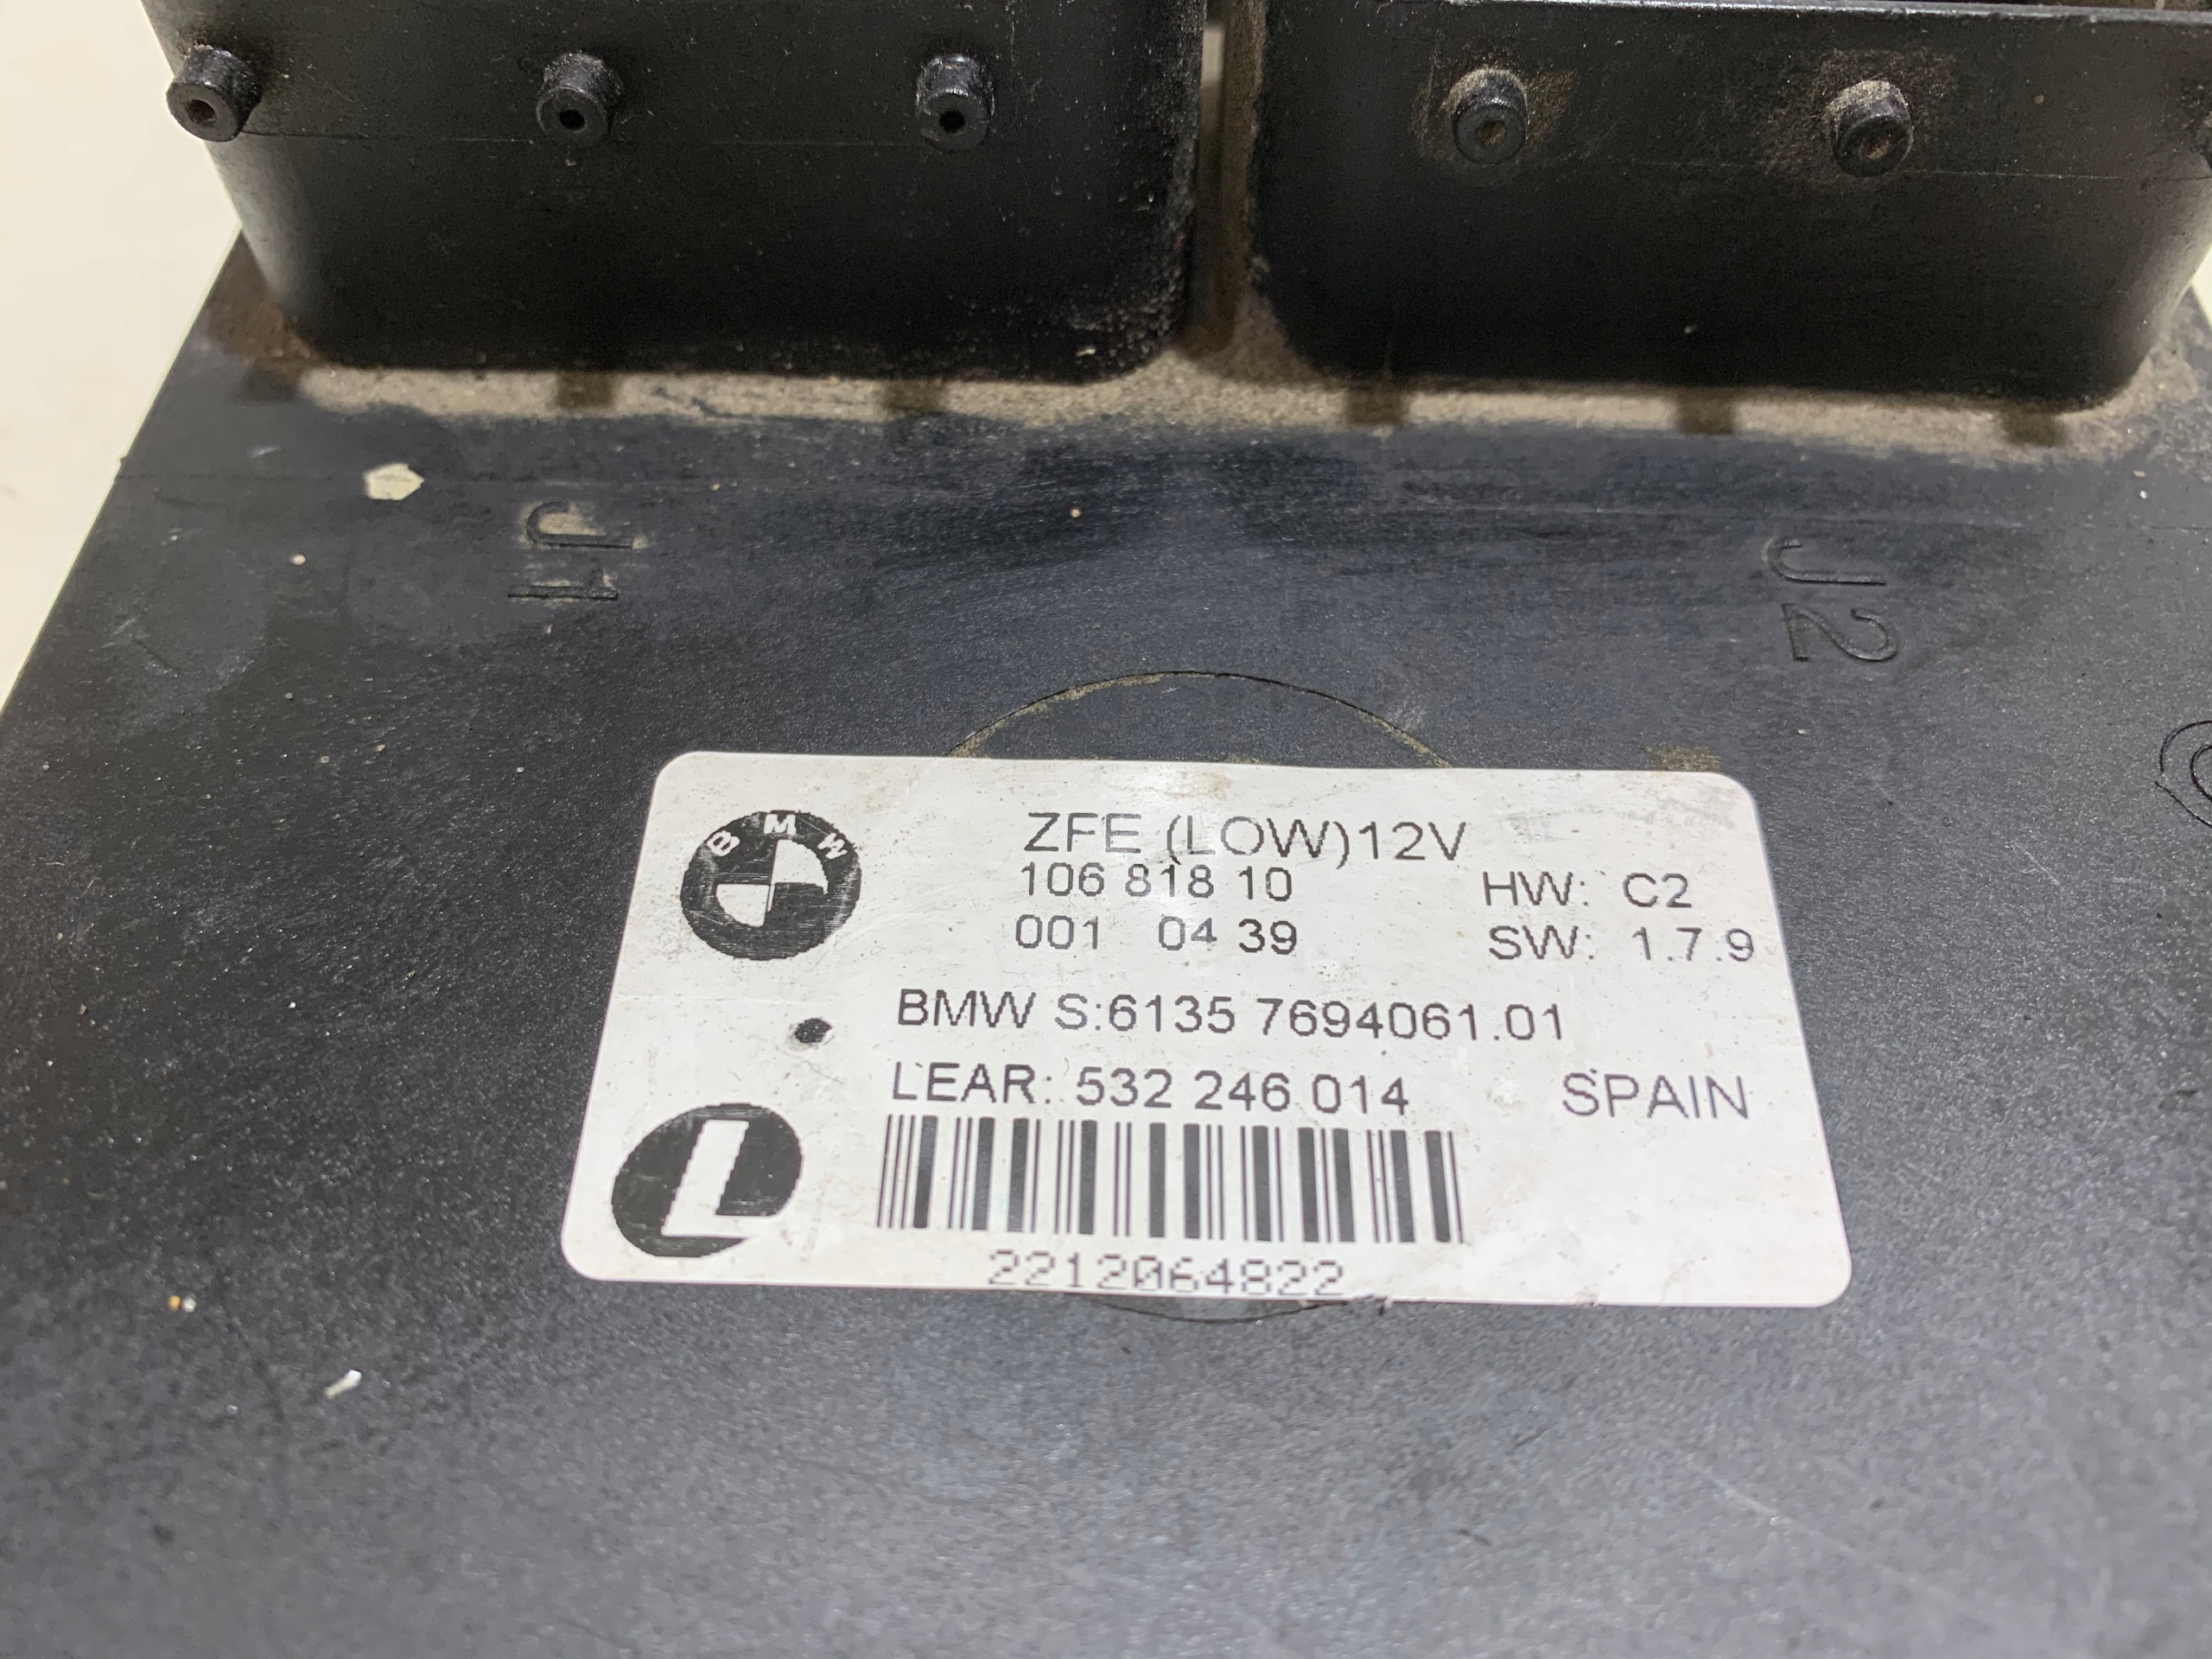 J1
J2
BMW
ZFE (LOW)12V
106 818 10
HW: C2
001 04 39
SW: 1.7.9
BMW S:6135 7694061.01
LEAR: 532 246 014 SPAIN
L
2212064822